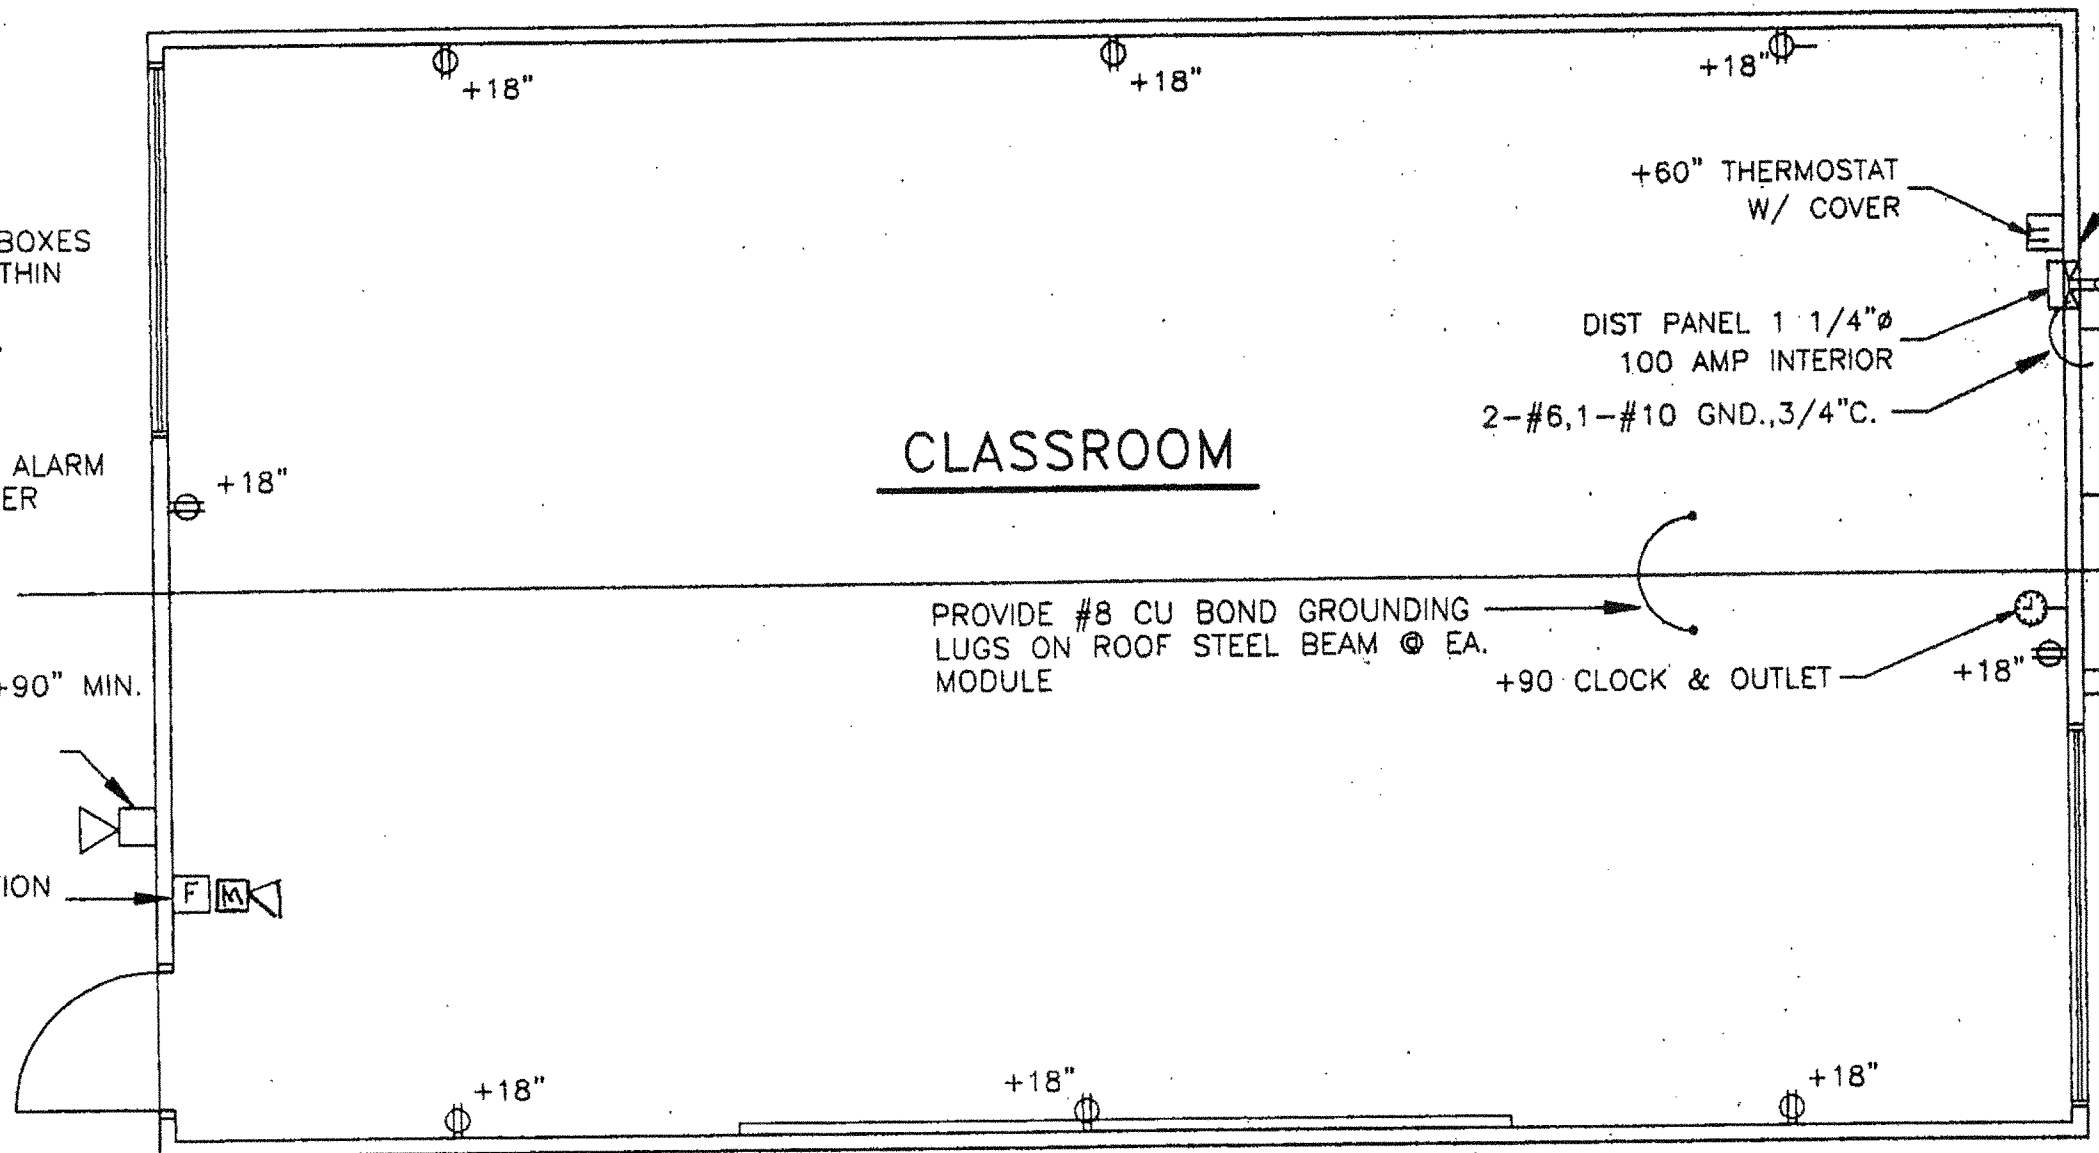 +18"
+18"
+18"
+60" THERMOSTAT
W/ COVER
BOXES
THIN
DIST PANEL 1 1/4"ø
100 AMP INTERIOR
2-#6,1-#10 GND.,3/4"C.
CLASSROOM
ALARM
ER
+18"
PROVIDE #8 CU BOND GROUNDING
LUGS ON ROOF STEEL BEAM @ EA.
MODULE
+90 CLOCK & OUTLET
+18"
+90" MIN.
TION
F
M
+18"
+18"
+18"